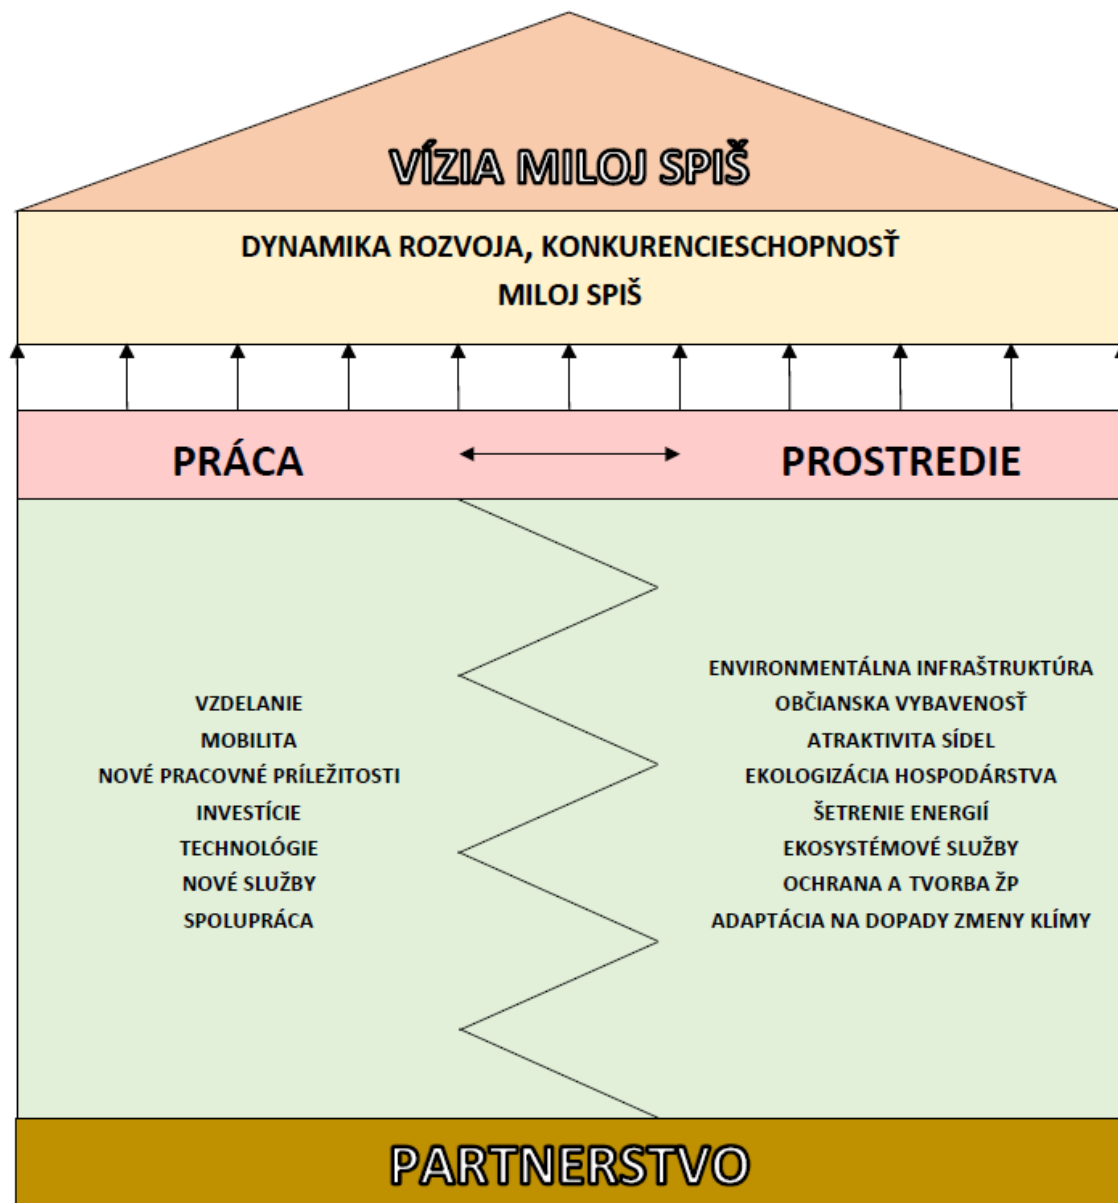 VÍZIA MILOJ SPIŠ
DYNAMIKA ROZVOJA, KONKURENCIESCHOPNOSŤ
MILOJ SPIŠ
PRÁCA
PROSTREDIE
VZDELANIE
MOBILITA
NOVÉ PRACOVNÉ PRÍLEŽITOSTI
INVESTÍCIE
TECHNOLÓGIE
NOVÉ SLUŽBY
SPOLUPRÁCA
ENVIRONMENTÁLNA INFRAŠTRUKTÚRA
OBČIANSKA VYBAVENOSŤ
ATRAKTIVITA SÍDEL
EKOLOGIZÁCIA HOSPODÁRSTVA
ŠETRENIE ENERGIÍ
EKOSYSTÉMOVÉ SLUŽBY
OCHRANA A TVORBA ŽP
ADAPTÁCIA NA DOPADY ZMENY KLÍMY
PARTNERSTVO